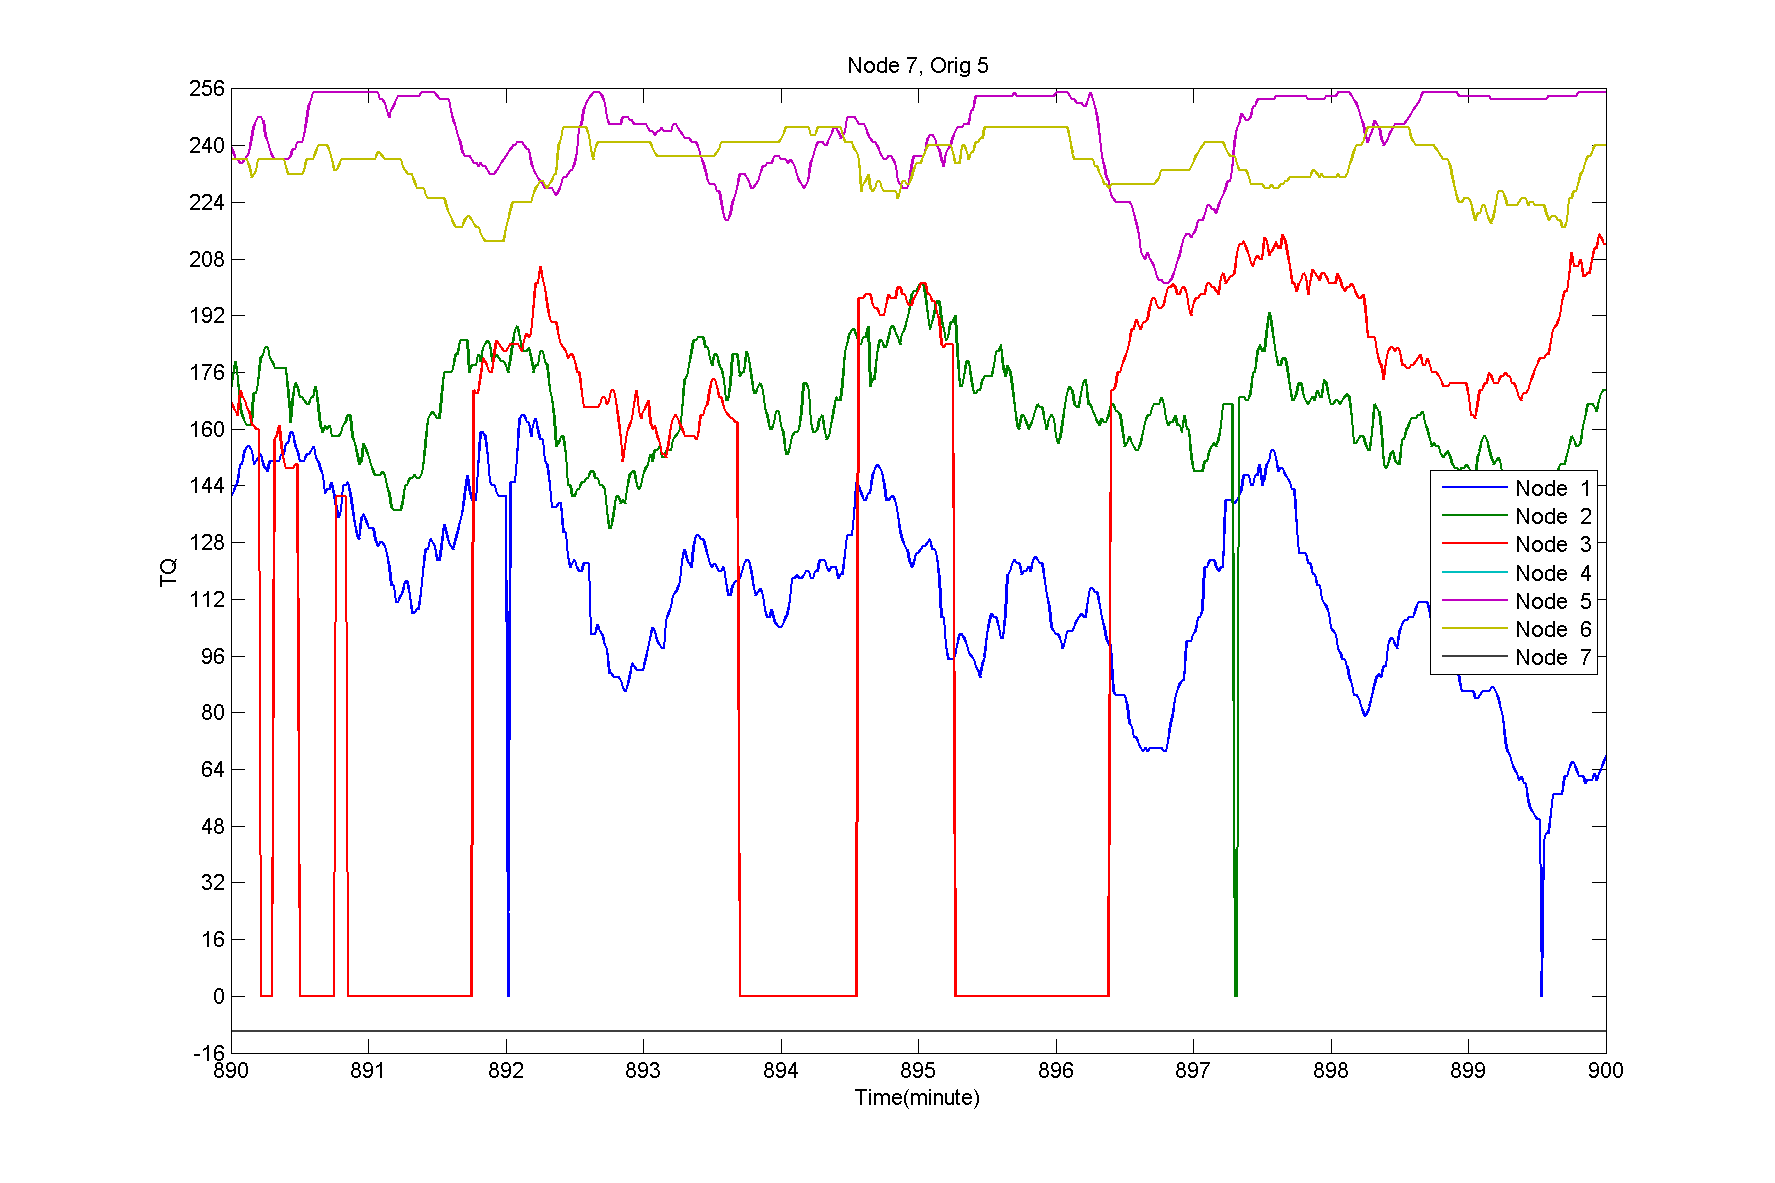 Node 7, Orig 5
256
240
224
208
192
176
160
144
128
112
96
80
64
48
32
16
0
-16
TQ
Node 1
Node 2
Node 3
Node 4
Node 5
Node 6
Node 7
890 891 892 893 894 895 896 897 898 899 900
Time(minute)